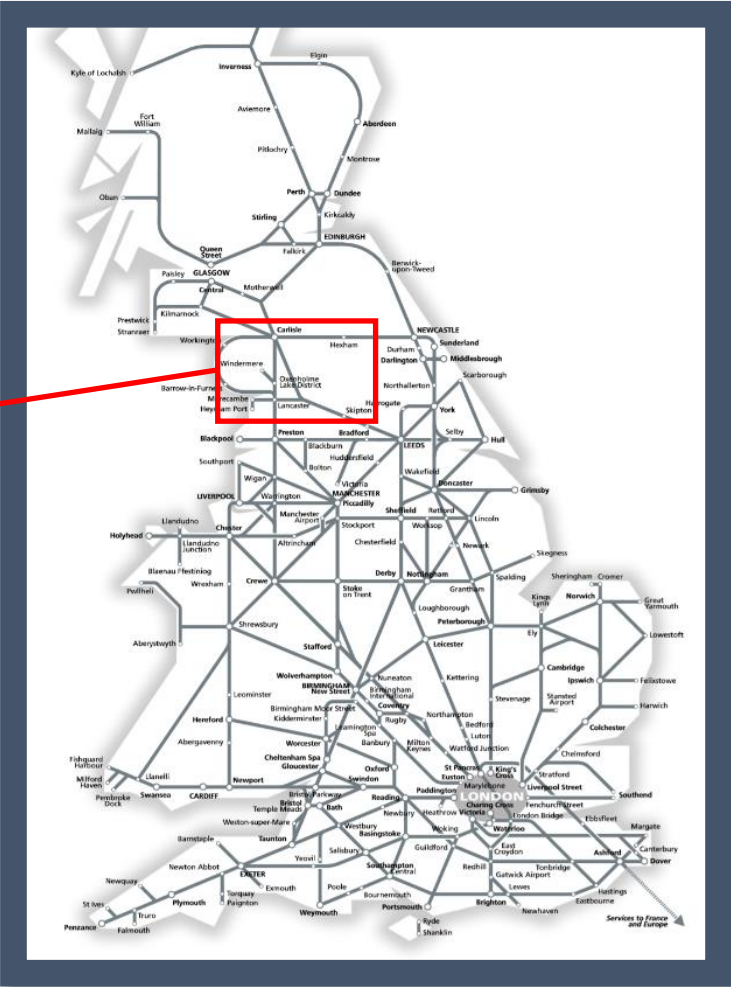 Elgin
Inverness
Kyle of Lochalsh
Aviemore
Fort
William
Mallaig
Aberdeen
Pitlochry
Montrose
Oban
Perth
Dundee
Stirling
Kirkcaldy
EDINBURGH
Queen
Street
Falkirk
Berwick-
upon-Tweed
Paisley
GLASGOW
Central
Motherwell
Kilmarnock
Prestwick
Stranraer
Carlisle
NEWCASTLE
Workington
Hexham
Sunderland
Durham
Darlington
Middlesbrough
Windermere
Oxenholme
Lake District
Scarborough
Barrow-in-Furness
Northallerton
Morecambe
Heysham Port
Lancaster
Harrogate
Skipton
York
Blackpool
Preston
Bradford
Selby
Hull
Blackburn
LEEDS
Southport
Huddersfield
Bolton
Wakefield
Wigan
Victoria
MANCHESTER
Piccadilly
Doncaster
Grimsby
LIVERPOOL
Warrington
Manchester
Airport
Sheffield
Retford
Lincoln
Llandudno
Chester
Stockport
Worksop
Holyhead
Llandudno
Junction
Altrincham
Chesterfield
Newark
Skegness
Blaenau Ffestiniog
Wrexham
Crewe
Derby
Nottingham
Spalding
Sheringham
Cromer
Pwllheli
Stoke
on Trent
Grantham
Kings
Lynn
Norwich
Great
Yarmouth
Loughborough
Shrewsbury
Peterborough
Ely
Lowestoft
Aberystwyth
Stafford
Leicester
Wolverhampton
Nuneaton
Kettering
Cambridge
Ipswich
Felixstowe
BIRMINGHAM
New Street
Birmingham
International
Leominster
Stevenage
Stansted
Airport
Harwich
Birmingham Moor Street
Coventry
Kidderminster
Rugby
Northampton
Hereford
Leamington
Spa
Bedford
Colchester
Abergavenny
Worcester
Banbury
Milton
Keynes
Luton
Watford Junction
Chelmsford
Cheltenham Spa
Gloucester
Oxford
St Pancras
King's
Cross
Fishguard
Harbour
Euston
Stratford
Milford
Haven
Llanelli
Newport
Swindon
Marylebone
Liverpool Street
Pembroke
Dock
Swansea
CARDIFF
Bristol Parkway
Reading
Paddington
LONDON
Southend
Bristol
Temple Meads
Bath
Charing Cross
Fenchurch Street
Newbury
Heathrow
Victoria
London Bridge
Ebbsfleet
Weston-super-Mare
Westbury
Basingstoke
Woking
Waterloo
Margate
Barnstaple
Taunton
Guildford
East
Croydon
Canterbury
Yeovil
Salisbury
Ashford
Dover
Newton Abbot
EXETER
Southampton
Central
Redhill
Tonbridge
Gatwick Airport
Newquay
Exmouth
Poole
Bournemouth
Lewes
Hastings
Torquay
Paignton
Eastbourne
St Ives
Plymouth
Weymouth
Portsmouth
Brighton
Newhaven
Truro
Penzance
Falmouth
Ryde
Shanklin
Services to France
and Europe